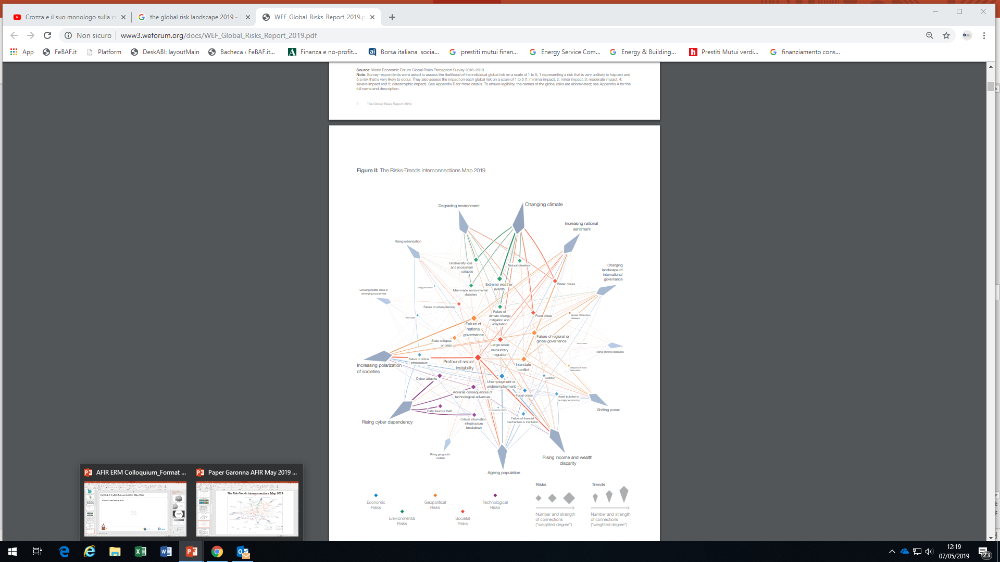 Crozza e il suo monologo sulla c
the global risk landscape 2019 -
WEF_Global_Risks_Report_2019.p
Non sicuro
www3.weforum.org/docs/WEF_Global_Risks_Report_2019.pdf
App
FeBAF.it
Platform
DeskABI: layoutMain
Bacheca ‹ FeBAF.it...
Finanza e no-profit...
Borsa italiana, socia...
prestiti mutui finan...
Energy Service Com...
Energy & Building...
Prestiti Mutui verdi...
finanziamento cons...
Source: World Economic Forum Global Risks Perception Survey 2018–2019.
Note: Survey respondents were asked to assess the likelihood of the individual global risk on a scale of 1 to 5, 1 representing a risk that is very unlikely to happen and
5 a risk that is very likely to occur. They also assess the impact on each global risk on a scale of 1 to 5 (1: minimal impact, 2: minor impact, 3: moderate impact, 4:
severe impact and 5: catastrophic impact). See Appendix B for more details. To ensure legibility, the names of the global risks are abbreviated; see Appendix A for the
full name and description.
5 The Global Risks Report 2019
Figure II: The Risks-Trends Interconnections Map 2019
Degrading environment
Changing climate
Increasing national
sentiment
Rising urbanization
Biodiversity loss
and ecosystem
collapse
Natural disasters
Changing
landscape of
international
governance
Extreme weather
events
Water crises
Energy price shock
Man-made environmental
disasters
Growing middle class in
emerging economies
Failure of urban planning
Illicit trade
Failure of
climate-change
mitigation and
adaptation
Food crises
Spread of infectious
diseases
Failure of
national
governance
State collapse
or crisis
Large-scale
involuntary
migration
Failure of regional or
global governance
Rising chronic diseases
Failure of critical
infrastructure
Increasing polarization
of societies
Profound social
instability
Interstate
conflict
Weapons of mass
destruction
Cyber-attacks
Deflation
Unemployment or
underemployment
Adverse consequences of
technological advances
Fiscal crises
Asset bubbles in
a major economy
Data fraud or theft
Shifting power
Rising cyber dependency
Critical information
infrastructure
breakdown
Failure of financial
mechanism or institution
Rising geographic
mobility
Rising income and wealth
disparity
Ageing population
Economic
Risks
Geopolitical
Risks
Technological
Risks
Environmental
Risks
Societal
Risks
Risks
Number and strength
of connections
("weighted degree")
Trends
Number and strength
of connections
("weighted degree")
AFIR ERM Colloquium_Format ...
Paper Garonna AFIR May 2019 ...
The Risk-Trends Interconnections Map 2019
12:19
07/05/2019
23